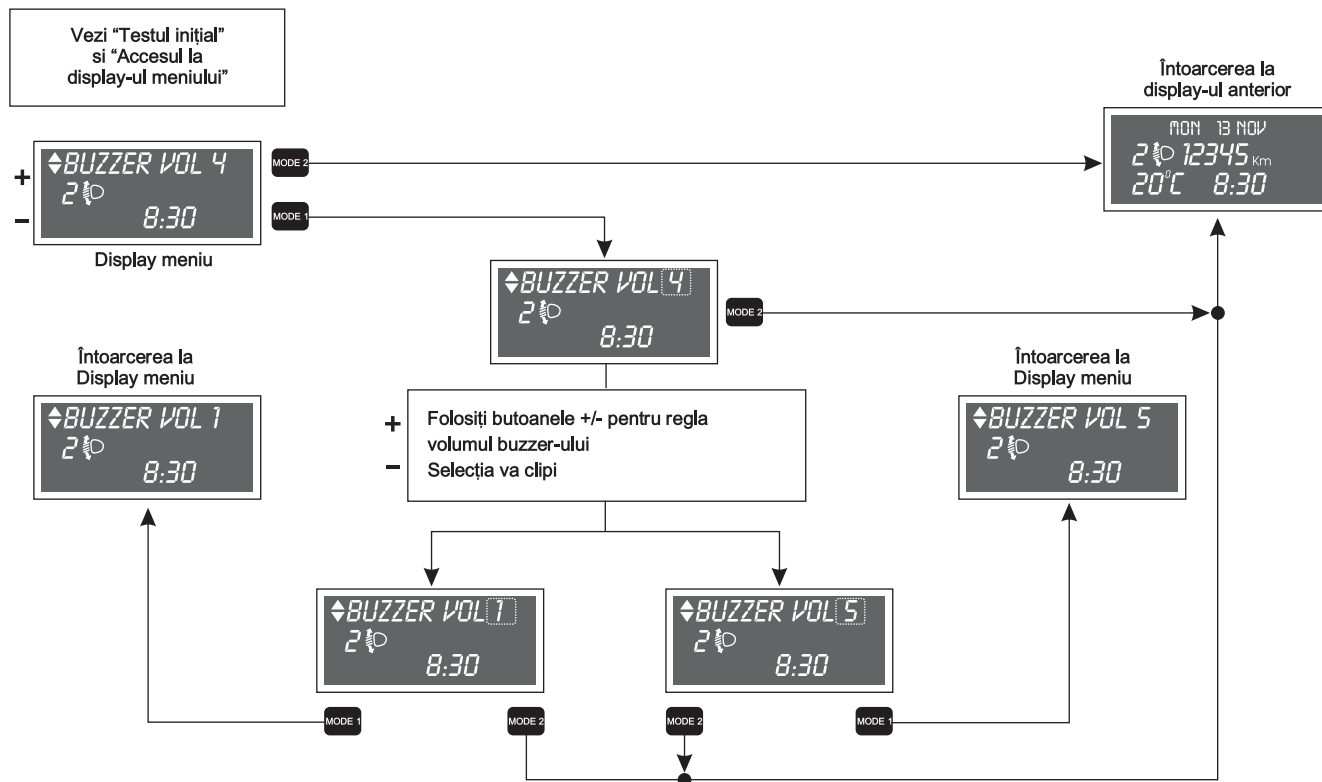 Vezi “Testul inițial”
si “Accesul la
display-ul meniului”
Întoarcerea la
display-ul anterior
MON 13 NOV
2 12345 Km
20°C 8:30
+
−
BUZZER VOL 4
2
8:30
MODE 2
MODE 1
Display meniu
BUZZER VOL 4
2
8:30
MODE 2
Întoarcerea la
Display meniu
BUZZER VOL 1
2
8:30
+
−
Folosiți butoanele +/- pentru regla
volumul buzzer-ului
Selecția va clipi
Întoarcerea la
Display meniu
BUZZER VOL 5
2
8:30
BUZZER VOL 1
2
8:30
BUZZER VOL 5
2
8:30
MODE 1
MODE 2
MODE 2
MODE 1